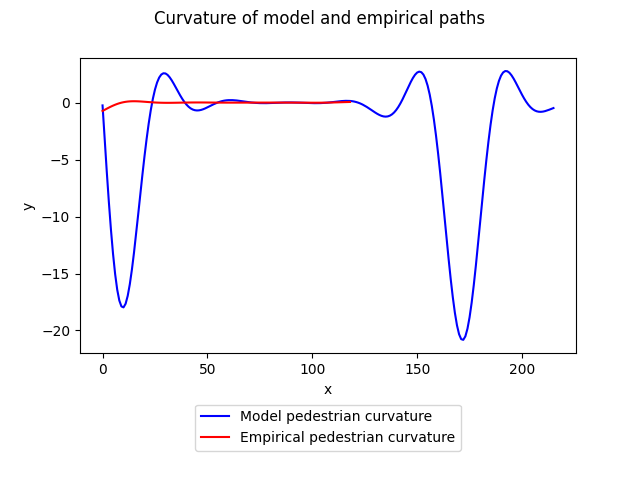 Curvature of model and empirical paths
0
−5
−10
−15
−20
y
0 50 100 150 200
x
Model pedestrian curvature
Empirical pedestrian curvature